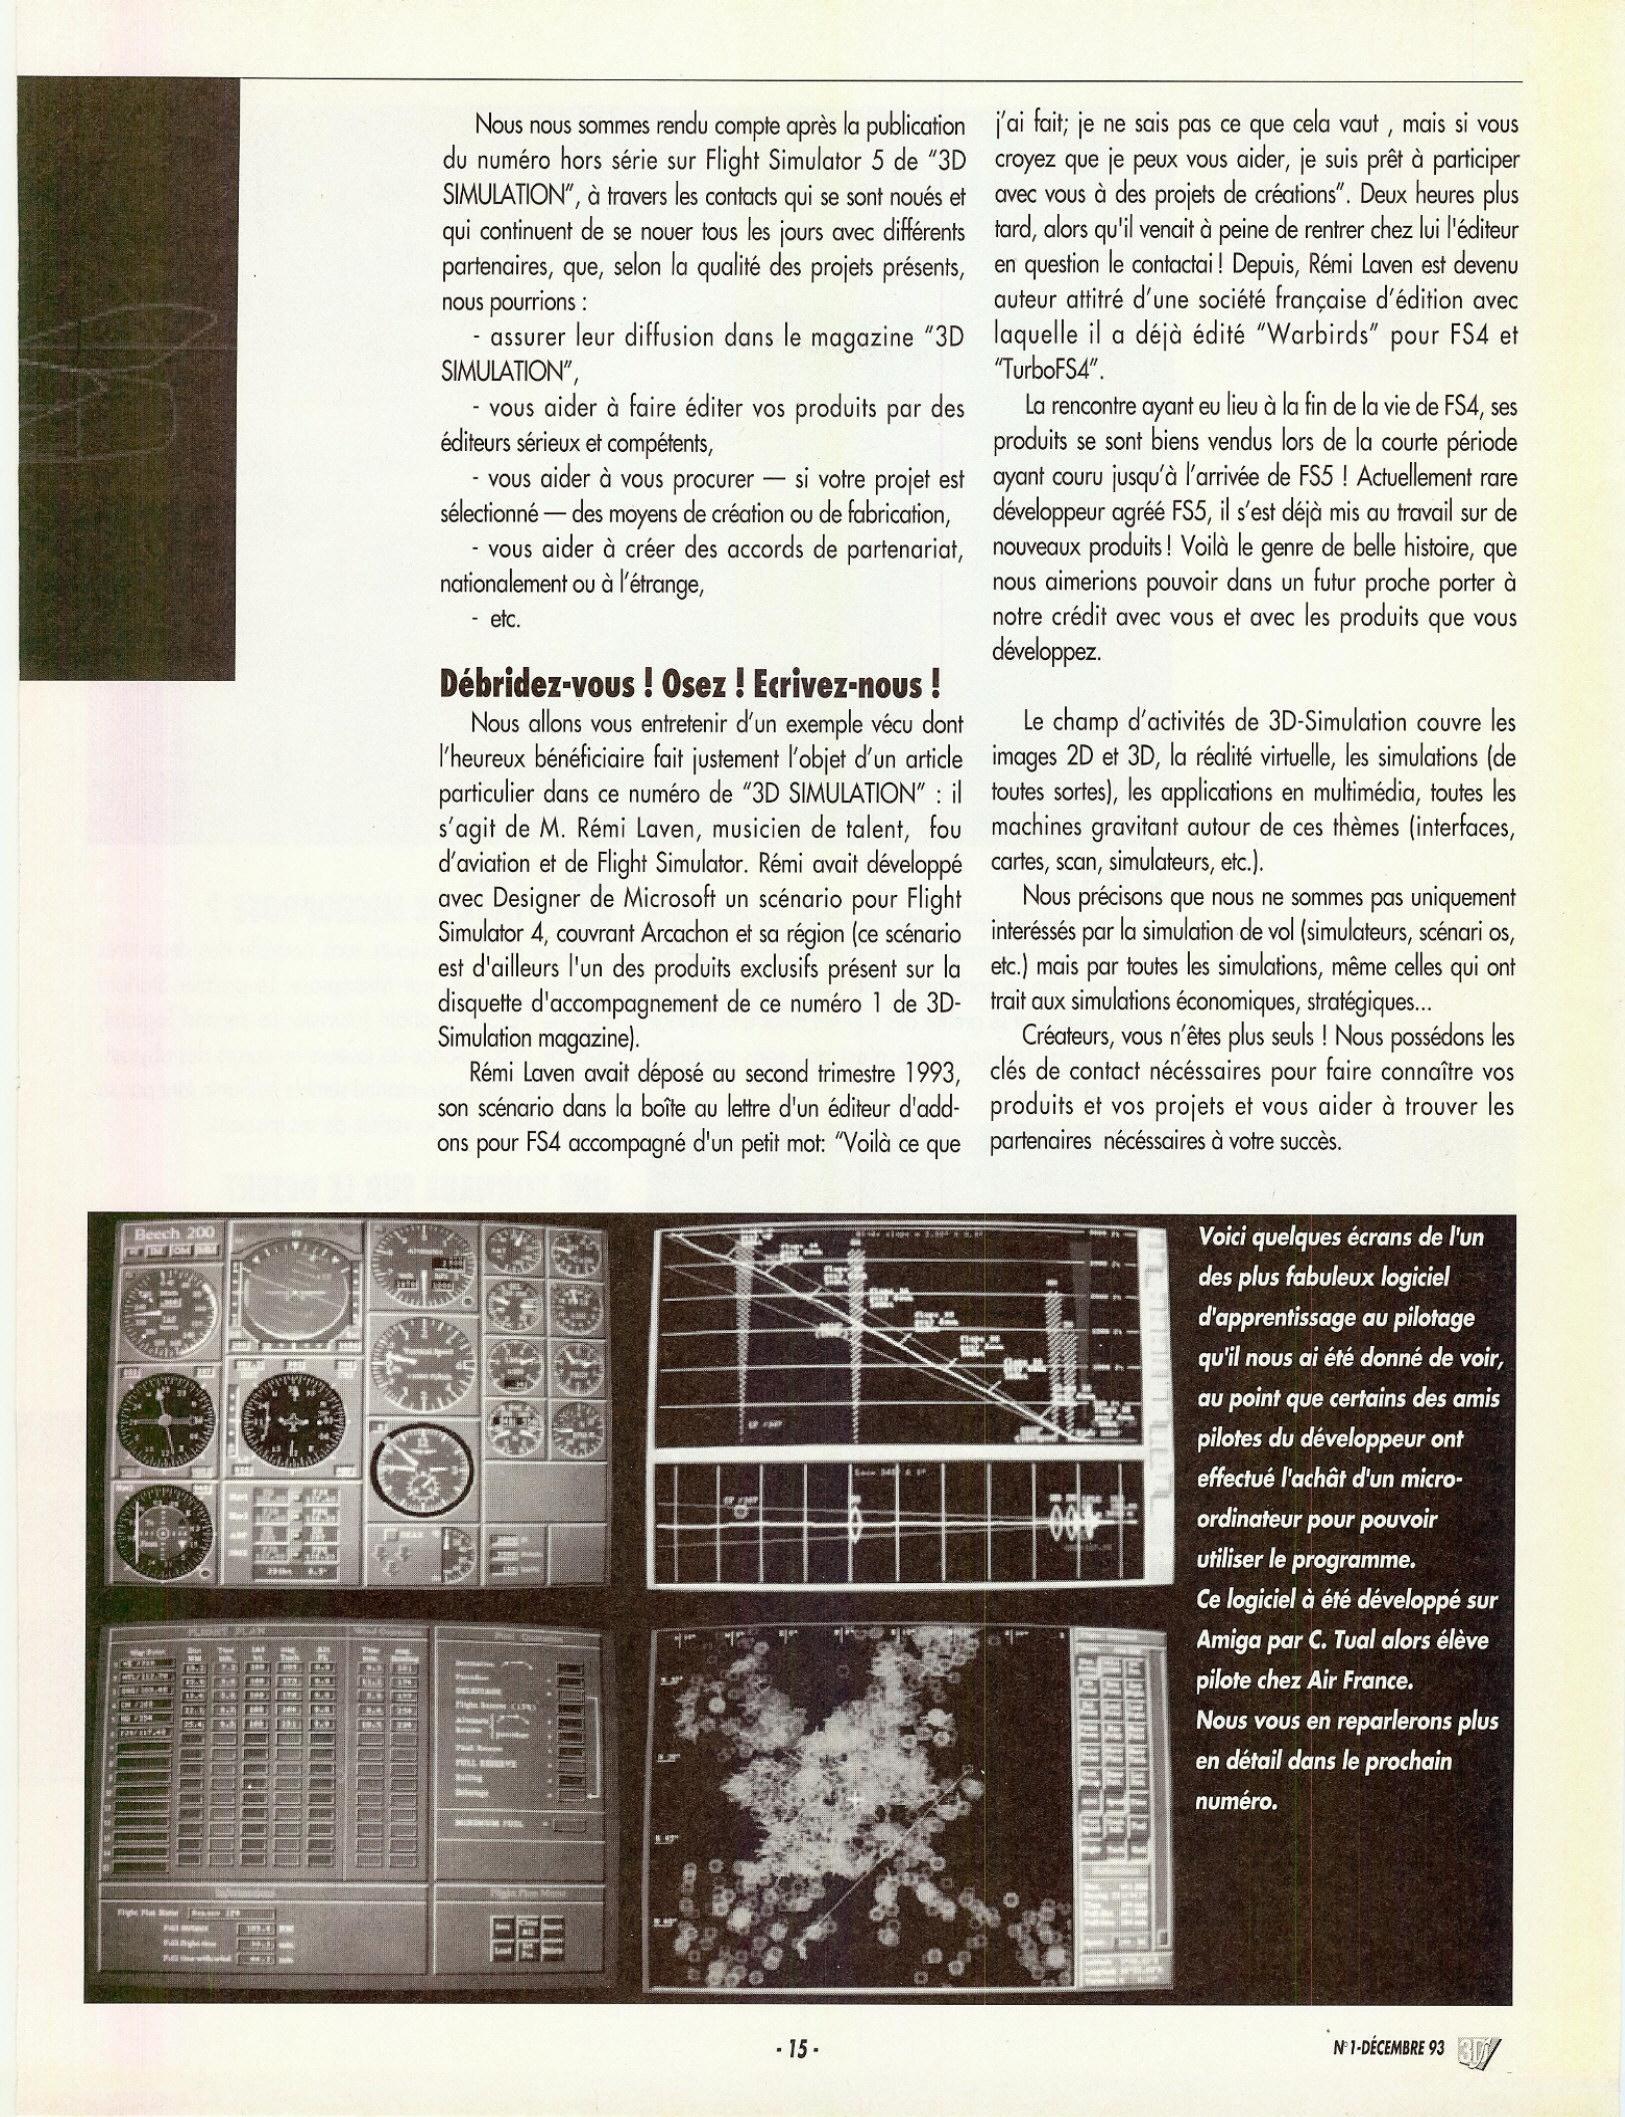 Nous nous sommes rendu compte après la publication
du numéro hors série sur Flight Simulator 5 de "3D
SIMULATION", à travers les contacts qui se sont noués et
qui continuent de se nouer tous les jours avec différents
partenaires, que, selon la qualité des projets présents,
nous pourrions :
- assurer leur diffusion dans le magazine "3D
SIMULATION",
- vous aider à faire éditer vos produits par des
éditeurs sérieux et compétents,
- vous aider à vous procurer — si votre projet est
sélectionné — des moyens de création ou de fabrication,
- vous aider à créer des accords de partenariat,
nationalement ou à l'étrange,
- etc.
Débridez-vous ! Osez ! Ecrivez-nous !
Nous allons vous entretenir d'un exemple vécu dont
l'heureux bénéficiaire fait justement l'objet d'un article
particulier dans ce numéro de "3D SIMULATION" : il
s'agit de M. Rémi Laven, musicien de talent, fou
d'aviation et de Flight Simulator. Rémi avait développé
avec Designer de Microsoft un scénario pour Flight
Simulator 4, couvrant Arcachon et sa région (ce scénario
est d'ailleurs l'un des produits exclusifs présent sur la
disquette d'accompagnement de ce numéro 1 de 3D-
Simulation magazine).
Rémi Laven avait déposé au second trimestre 1993,
son scénario dans la boîte au lettre d'un éditeur d'add-
ons pour FS4 accompagné d'un petit mot: "Voilà ce que
j'ai fait; je ne sais pas ce que cela vaut , mais si vous
croyez que je peux vous aider, je suis prêt à participer
avec vous à des projets de créations". Deux heures plus
tard, alors qu'il venait à peine de rentrer chez lui l'éditeur
en question le contactai ! Depuis, Rémi Laven est devenu
auteur attitré d'une société française d'édition avec
laquelle il a déjà édité "Warbirds" pour FS4 et
"TurboFS4".
La rencontre ayant eu lieu à la fin de la vie de FS4, ses
produits se sont biens vendus lors de la courte période
ayant couru jusqu'à l'arrivée de FS5 ! Actuellement rare
développeur agréé FS5, il s'est déjà mis au travail sur de
nouveaux produits ! Voilà le genre de belle histoire, que
nous aimerions pouvoir dans un futur proche porter à
notre crédit avec vous et avec les produits que vous
développez.
Le champ d'activités de 3D-Simulation couvre les
images 2D et 3D, la réalité virtuelle, les simulations (de
toutes sortes), les applications en multimédia, toutes les
machines gravitant autour de ces thèmes (interfaces,
cartes, scan, simulateurs, etc.).
Nous précisons que nous ne sommes pas uniquement
interéssés par la simulation de vol (simulateurs, scénari os,
etc.) mais par toutes les simulations, même celles qui ont
trait aux simulations économiques, stratégiques...
Créateurs, vous n'êtes plus seuls ! Nous possédons les
clés de contact nécéssaires pour faire connaître vos
produits et vos projets et vous aider à trouver les
partenaires nécéssaires à votre succès.
Beech 200
FLIGHT PLAN
Flight Plan Menu
MINIMUM FUEL
Voici quelques écrans de l'un
des plus fabuleux logiciel
d'apprentissage au pilotage
qu'il nous ai été donné de voir,
au point que certains des amis
pilotes du développeur ont
effectué l'achât d'un micro-
ordinateur pour pouvoir
utiliser le programme.
Ce logiciel à été développé sur
Amiga par C. Tual alors élève
pilote chez Air France.
Nous vous en reparlerons plus
en détail dans le prochain
numéro.
- 15 -
N°1-DÉCEMBRE 93